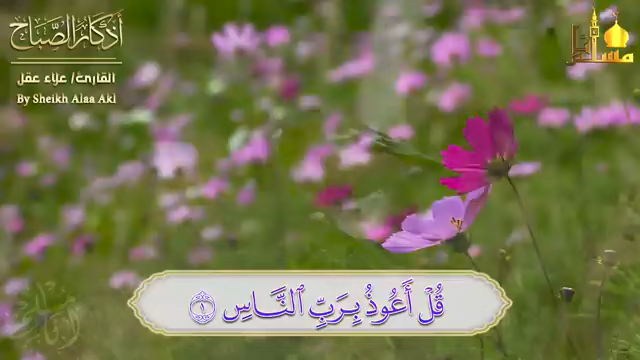 أذكار الصباح
القارئ/ علاء عقل
By Sheikh Alaa Akl
قُلْ أَعُوذُ بِرَبِّ ٱلنَّاسِ ١